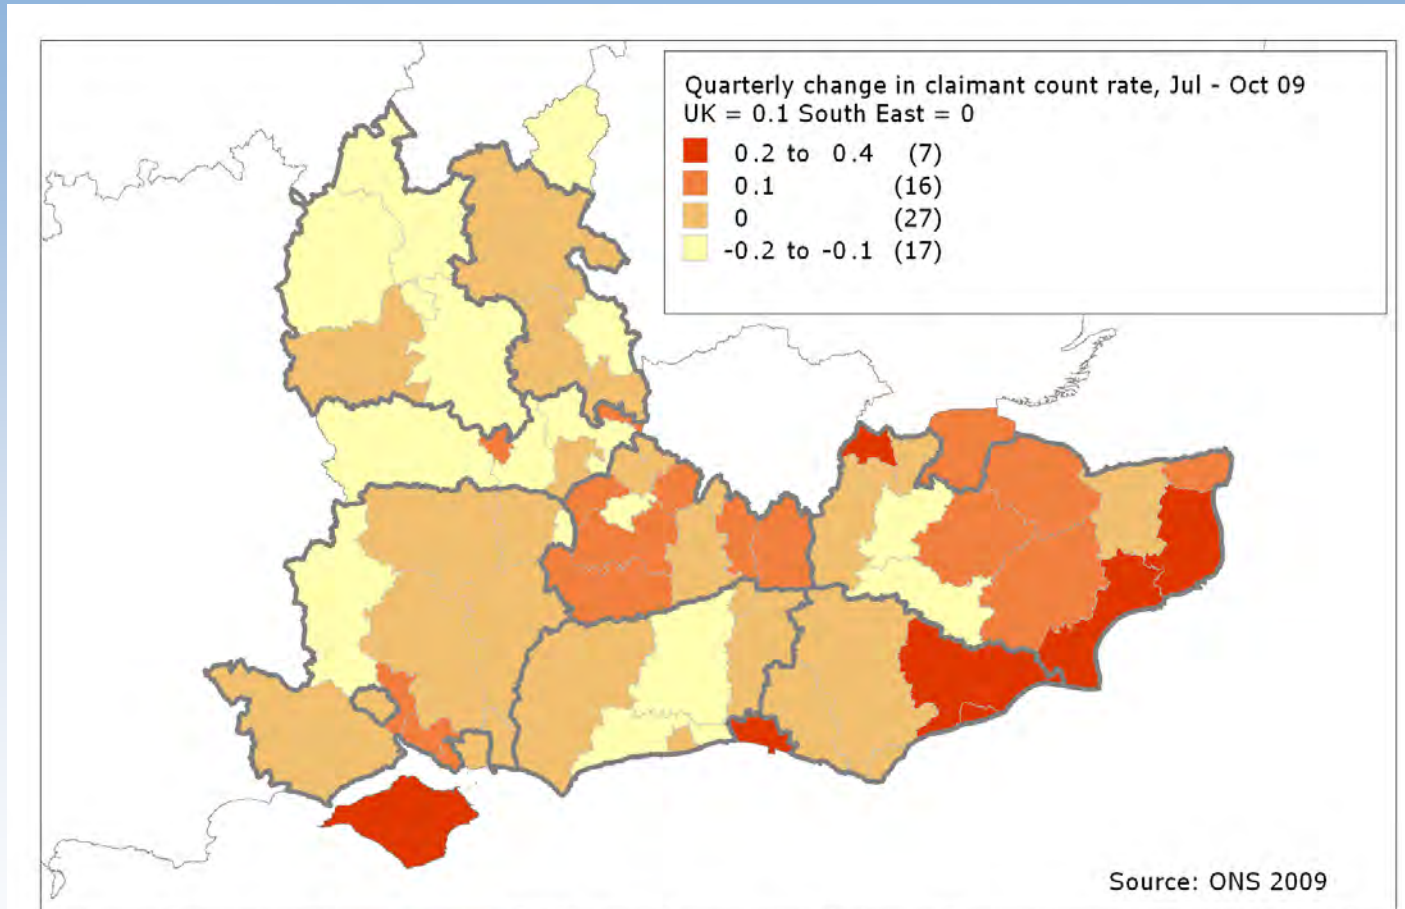 Quarterly change in claimant count rate, Jul - Oct 09
UK = 0.1 South East = 0
0.2 to 0.4 (7)
0.1 (16)
0 (27)
-0.2 to -0.1 (17)
Source: ONS 2009